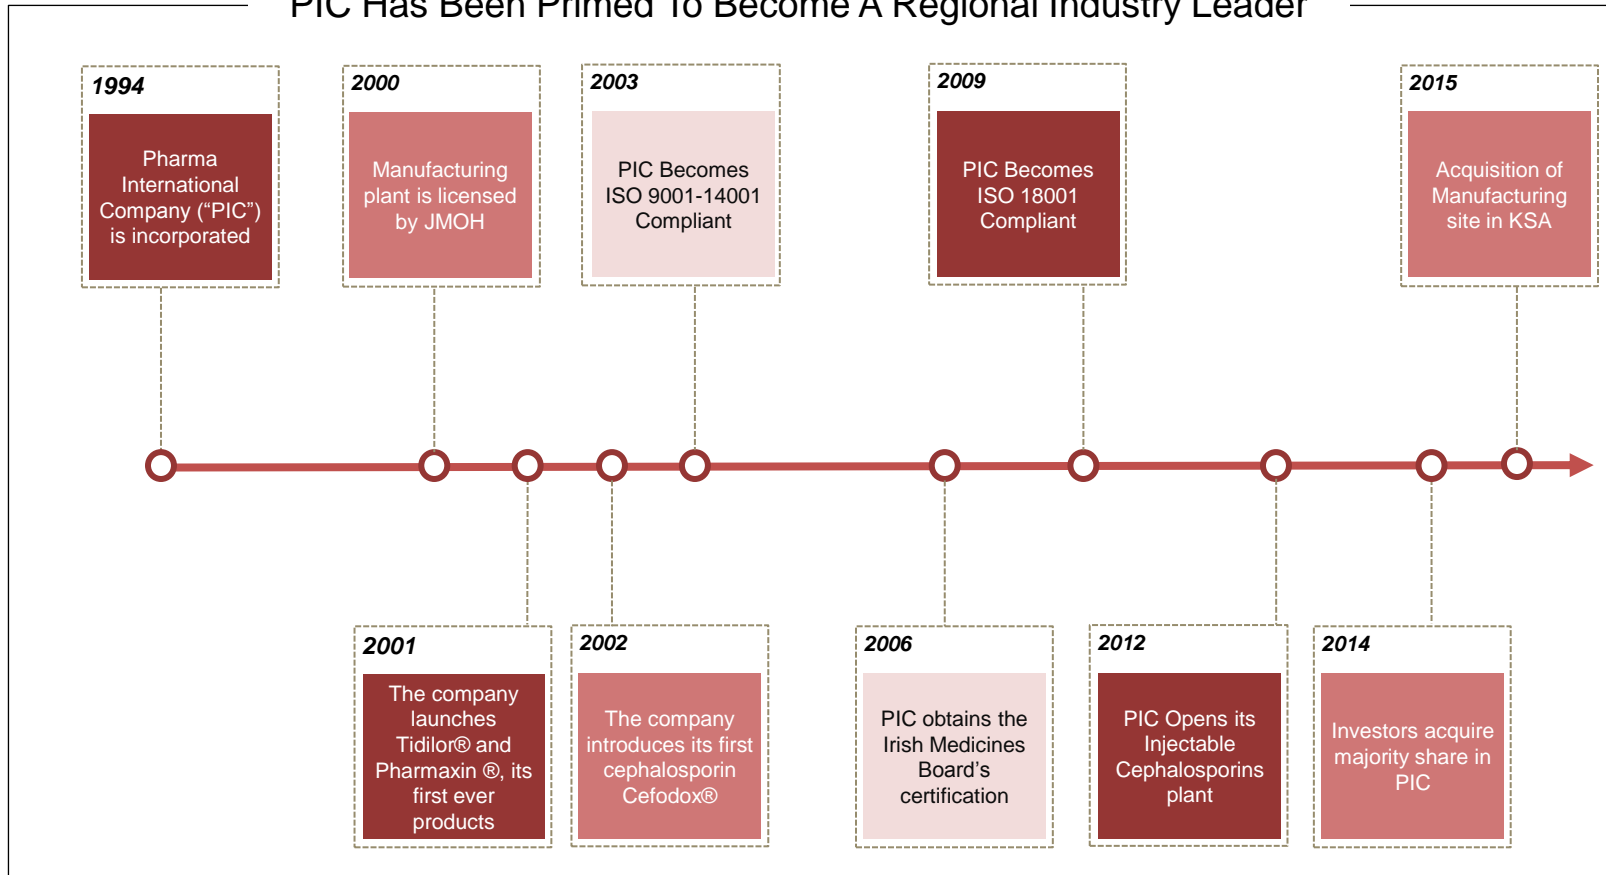 PIC Has Been Primed To Become A Regional Industry Leader
1994
Pharma
International
Company (“PIC”)
is incorporated
2000
Manufacturing
plant is licensed
by JMOH
2003
PIC Becomes
ISO 9001-14001
Compliant
2009
PIC Becomes
ISO 18001
Compliant
2015
Acquisition of
Manufacturing
site in KSA
2001
The company
launches
Tidilor® and
Pharmaxin ®, its
first ever
products
2002
The company
introduces its first
cephalosporin
Cefodox®
2006
PIC obtains the
Irish Medicines
Board’s
certification
2012
PIC Opens its
Injectable
Cephalosporins
plant
2014
Investors acquire
majority share in
PIC